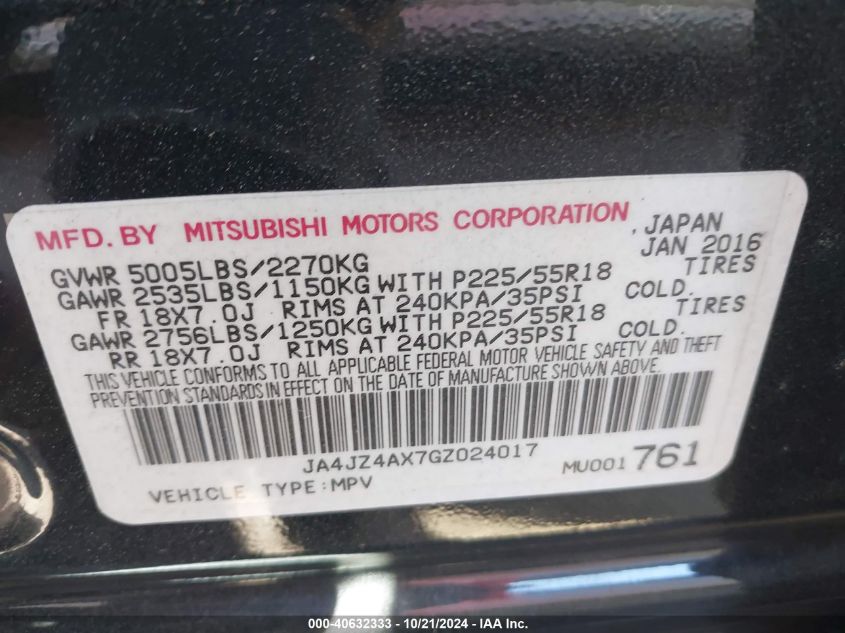 MFD. BY MITSUBISHI MOTORS CORPORATION, JAPAN
JAN 2016
GVWR 5005LBS/2270KG
GAWR 2535LBS/1150KG WITH P225/55R18 TIRES
FR 18X7.0J RIMS AT 240KPA/35PSI COLD.
GAWR 2756LBS/1250KG WITH P225/55R18 TIRES
RR 18X7.0J RIMS AT 240KPA/35PSI COLD.
THIS VEHICLE CONFORMS TO ALL APPLICABLE FEDERAL MOTOR VEHICLE SAFETY AND THEFT
PREVENTION STANDARDS IN EFFECT ON THE DATE OF MANUFACTURE SHOWN ABOVE.
JA4JZ4AX7GZ024017
MU001 761
VEHICLE TYPE:MPV
000-40632333 - 10/21/2024 - IAA Inc.